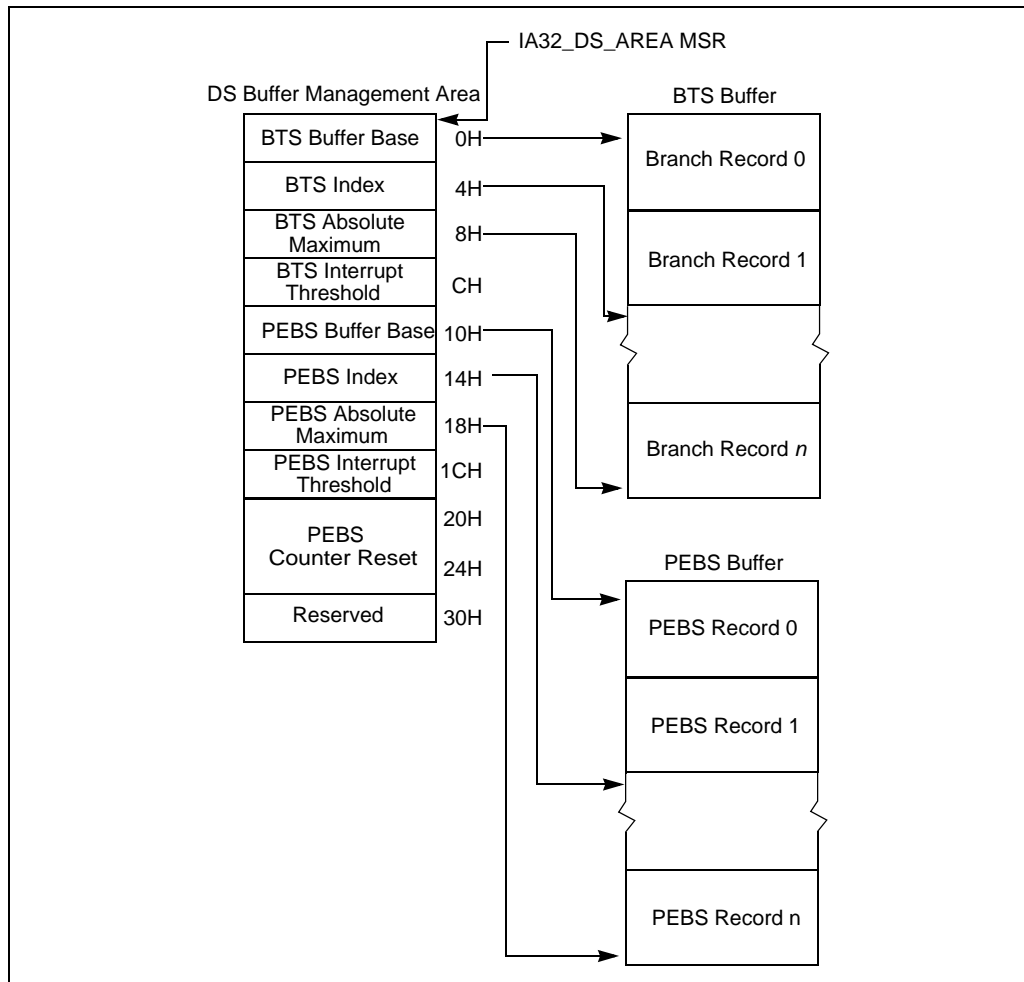 IA32_DS_AREA MSR
DS Buffer Management Area
BTS Buffer Base
0H
BTS Index
4H
BTS Absolute
Maximum
8H
BTS Interrupt
Threshold
CH
PEBS Buffer Base
10H
PEBS Index
14H
PEBS Absolute
Maximum
18H
PEBS Interrupt
Threshold
1CH
PEBS
Counter Reset
20H
24H
Reserved
30H
BTS Buffer
Branch Record 0
Branch Record 1
Branch Record n
PEBS Buffer
PEBS Record 0
PEBS Record 1
PEBS Record n